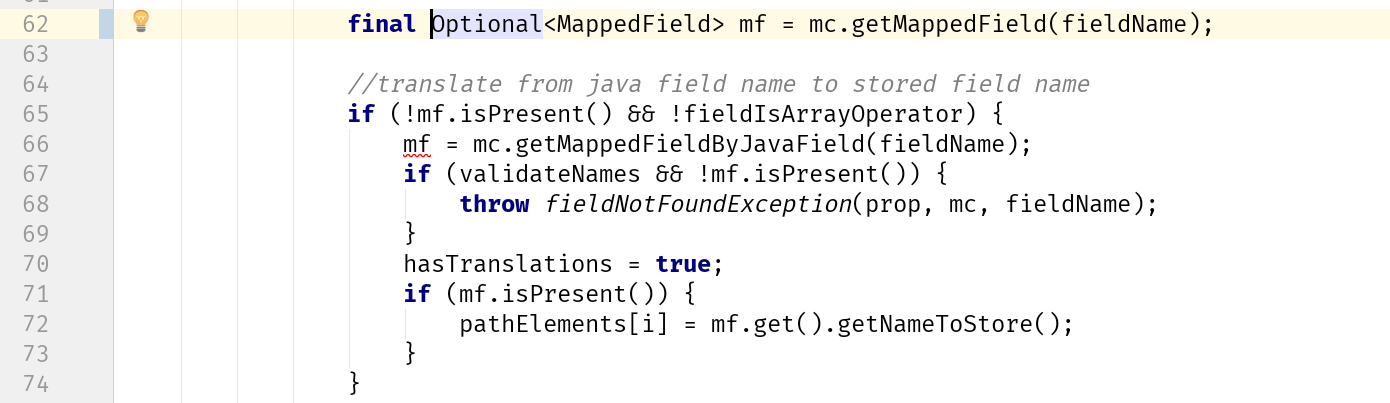 62 final Optional<MappedField> mf = mc.getMappedField(fieldName);
63
64 //translate from java field name to stored field name
65 if (!mf.isPresent() && !fieldIsArrayOperator) {
66 mf = mc.getMappedFieldByJavaField(fieldName);
67 if (validateNames && !mf.isPresent()) {
68 throw fieldNotFoundException(prop, mc, fieldName);
69 }
70 hasTranslations = true;
71 if (mf.isPresent()) {
72 pathElements[i] = mf.get().getNameToStore();
73 }
74 }